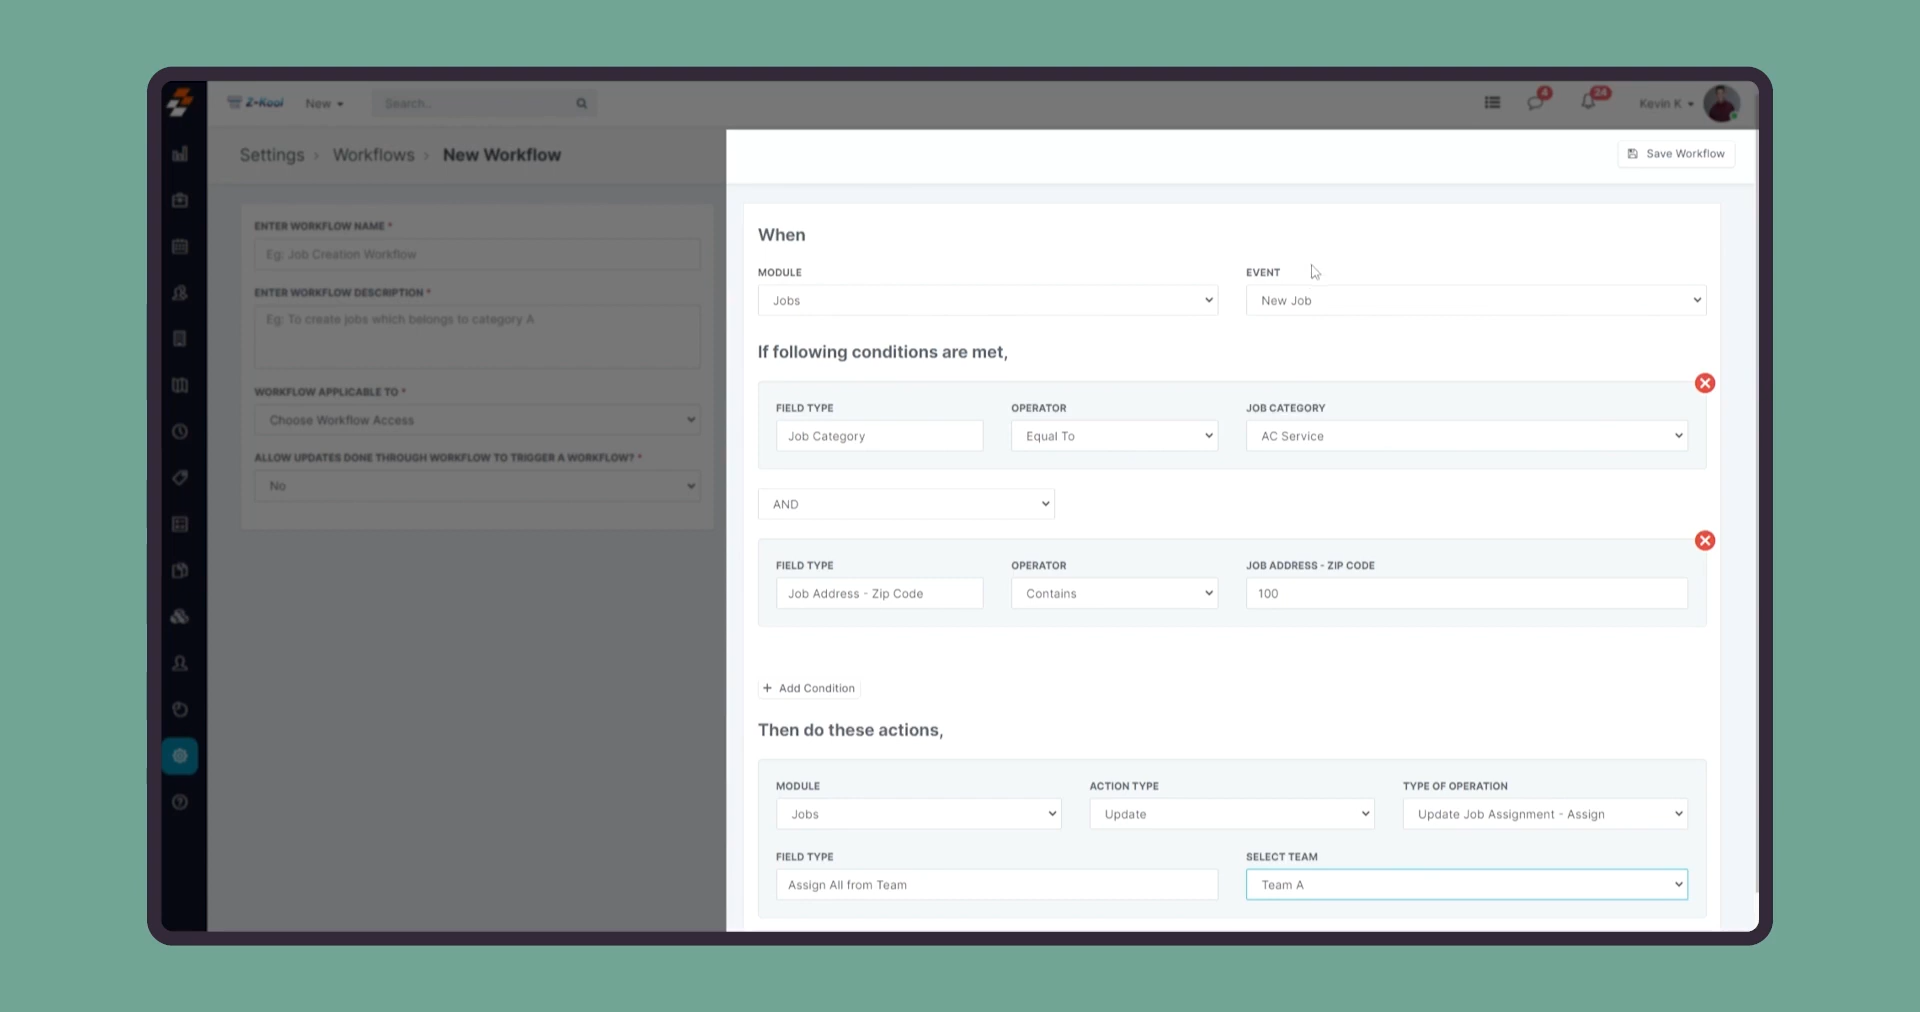 Z-Kool New Search... 4 24 Kevin K
Settings › Workflows › New Workflow
Save Workflow
ENTER WORKFLOW NAME *
Eg: Job Creation Workflow
ENTER WORKFLOW DESCRIPTION *
Eg: To create jobs which belongs to category A
WORKFLOW APPLICABLE TO *
Choose Workflow Access
ALLOW UPDATES DONE THROUGH WORKFLOW TO TRIGGER A WORKFLOW? *
No
When
MODULE EVENT
Jobs New Job
If following conditions are met,
FIELD TYPE OPERATOR JOB CATEGORY
Job Category Equal To AC Service
AND
FIELD TYPE OPERATOR JOB ADDRESS - ZIP CODE
Job Address - Zip Code Contains 100
+ Add Condition
Then do these actions,
MODULE ACTION TYPE TYPE OF OPERATION
Jobs Update Update Job Assignment - Assign
FIELD TYPE SELECT TEAM
Assign All from Team Team A